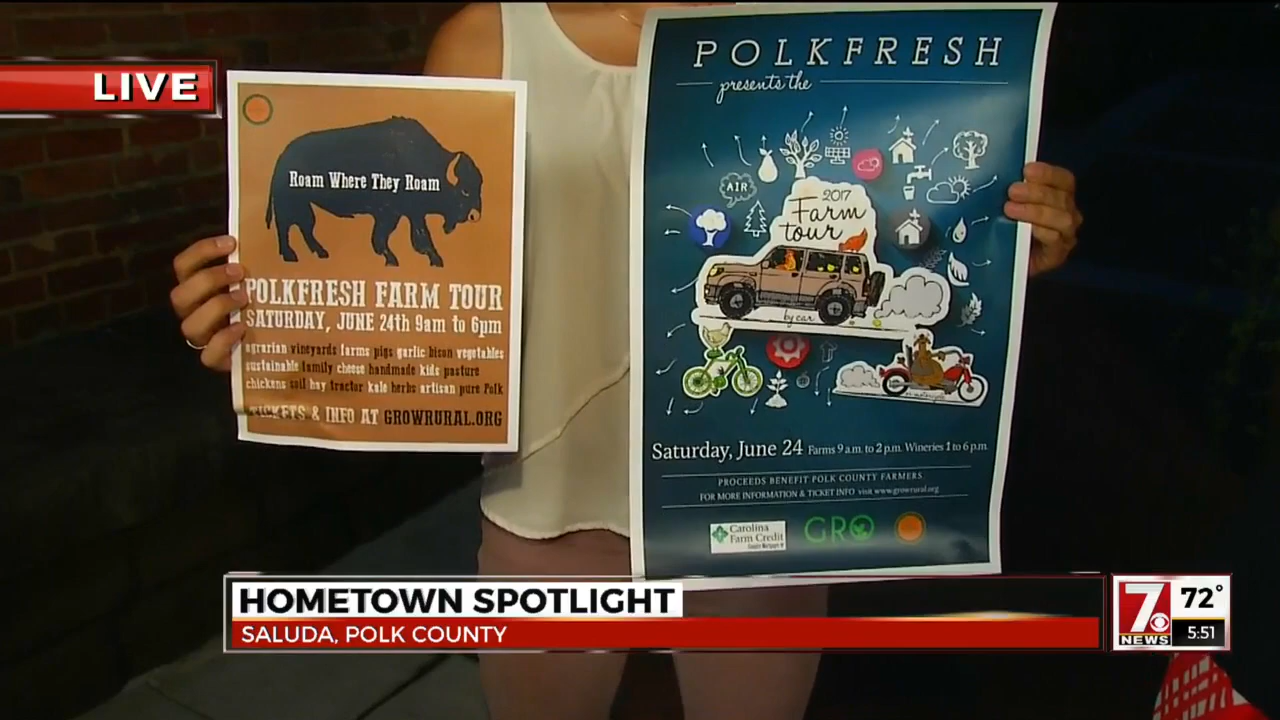 LIVE
Roam Where They Roam
POLKFRESH FARM TOUR
SATURDAY, JUNE 24th 9am to 6pm
agrarian vineyards farms pigs garlic bison vegetables
sustainable family cheese handmade kids pasture
chickens soil hay tractor kale herbs artisan pure Polk
TICKETS & INFO AT GROWRURAL.ORG
POLKFRESH
presents the
AIR
2017
Farm
tour
by car
Saturday, June 24 Farms 9 a.m. to 2 p.m. Wineries 1 to 6 p.m.
PROCEEDS BENEFIT POLK COUNTY FARMERS
FOR MORE INFORMATION & TICKET INFO visit www.growrural.org
Carolina
Farm Credit
GRO
HOMETOWN SPOTLIGHT
SALUDA, POLK COUNTY
7
NEWS
72°
5:51